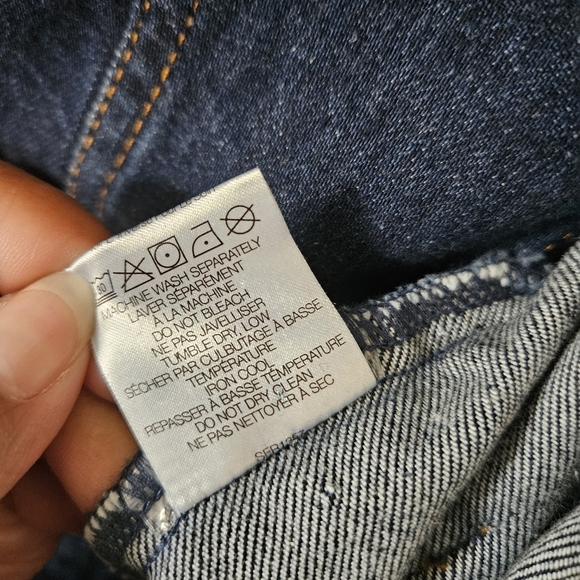 30
MACHINE WASH SEPARATELY
LAVER SÉPARÉMENT
À LA MACHINE
DO NOT BLEACH
NE PAS JAVELLISER
TUMBLE DRY, LOW
SÉCHER PAR CULBUTAGE À BASSE
TEMPÉRATURE
IRON COOL
REPASSER À BASSE TEMPÉRATURE
DO NOT DRY CLEAN
NE PAS NETTOYER À SEC